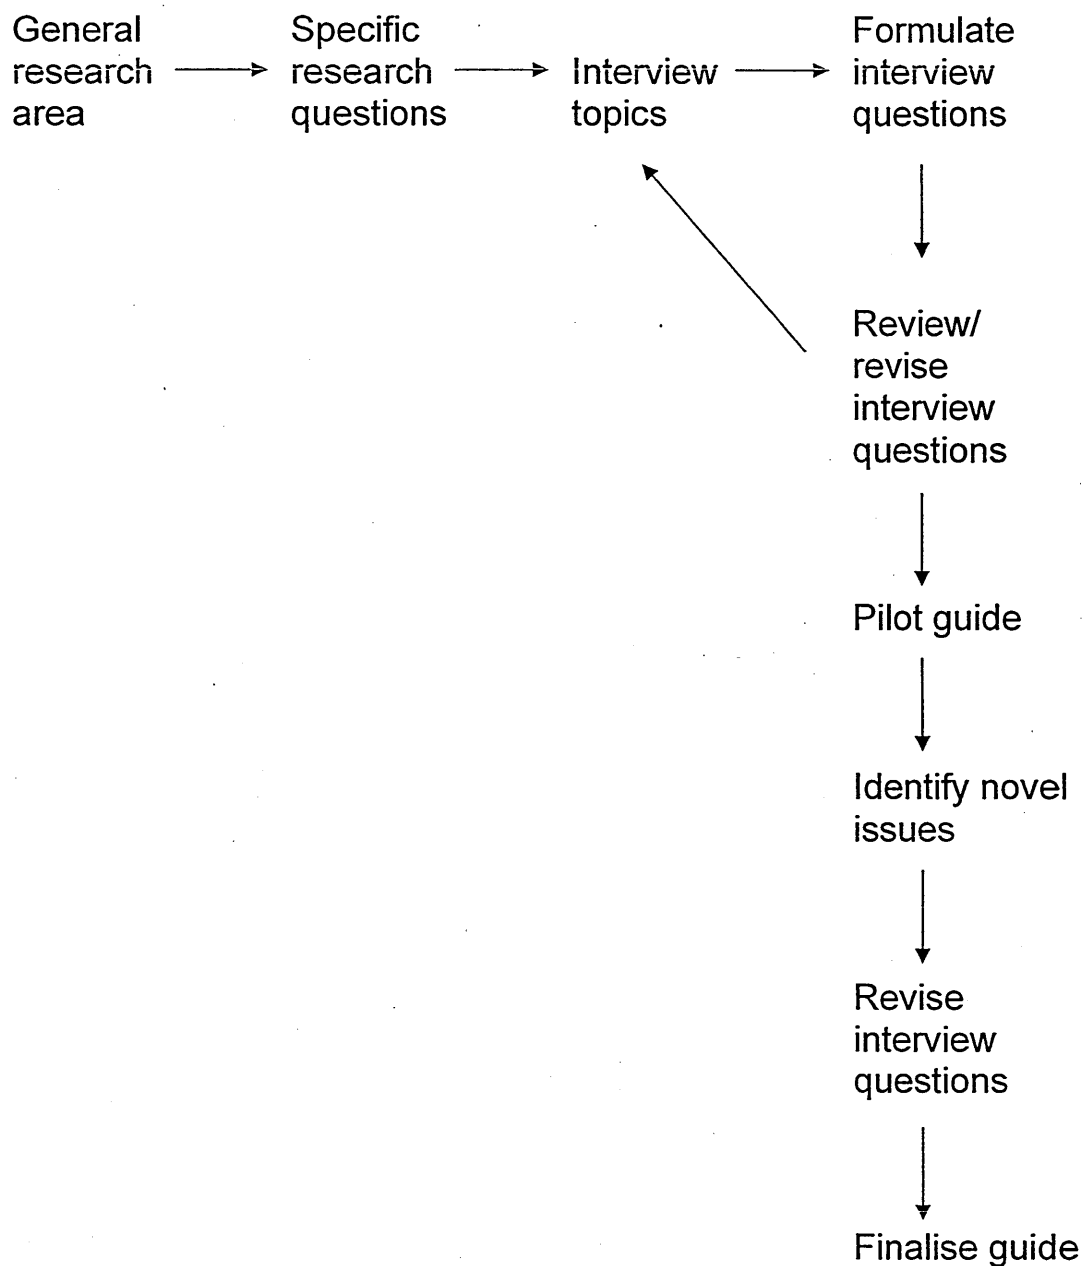 General
research
area
Specific
research
questions
Interview
topics
Formulate
interview
questions
Review/
revise
interview
questions
Pilot guide
Identify novel
issues
Revise
interview
questions
Finalise guide